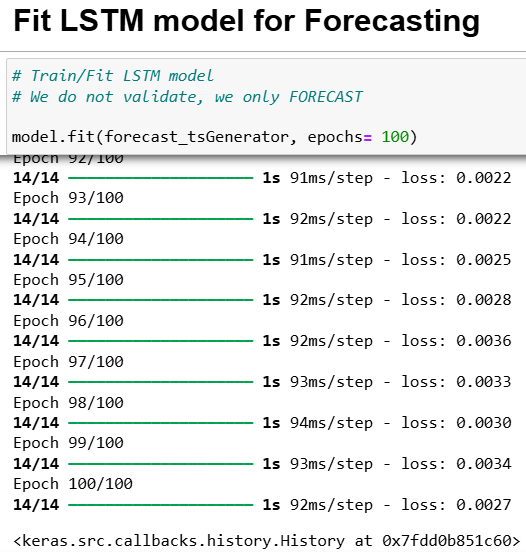 Fit LSTM model for Forecasting
# Train/Fit LSTM model
# We do not validate, we only FORECAST
model.fit(forecast_tsGenerator, epochs= 100)
Epoch 92/100
14/14 ━━━━━━━━━━━━━━━━━━━━ 1s 91ms/step - loss: 0.0022
Epoch 93/100
14/14 ━━━━━━━━━━━━━━━━━━━━ 1s 92ms/step - loss: 0.0022
Epoch 94/100
14/14 ━━━━━━━━━━━━━━━━━━━━ 1s 91ms/step - loss: 0.0025
Epoch 95/100
14/14 ━━━━━━━━━━━━━━━━━━━━ 1s 92ms/step - loss: 0.0028
Epoch 96/100
14/14 ━━━━━━━━━━━━━━━━━━━━ 1s 92ms/step - loss: 0.0036
Epoch 97/100
14/14 ━━━━━━━━━━━━━━━━━━━━ 1s 93ms/step - loss: 0.0033
Epoch 98/100
14/14 ━━━━━━━━━━━━━━━━━━━━ 1s 94ms/step - loss: 0.0030
Epoch 99/100
14/14 ━━━━━━━━━━━━━━━━━━━━ 1s 93ms/step - loss: 0.0034
Epoch 100/100
14/14 ━━━━━━━━━━━━━━━━━━━━ 1s 92ms/step - loss: 0.0027
<keras.src.callbacks.history.History at 0x7fdd0b851c60>